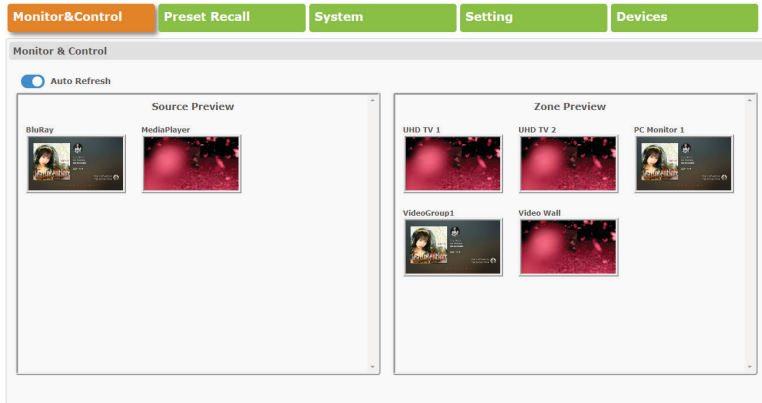 Monitor&Control Preset Recall System Setting Devices
Monitor & Control
Auto Refresh
Source Preview
BluRay MediaPlayer
Zone Preview
UHD TV 1 UHD TV 2 PC Monitor 1
VideoGroup1 Video Wall